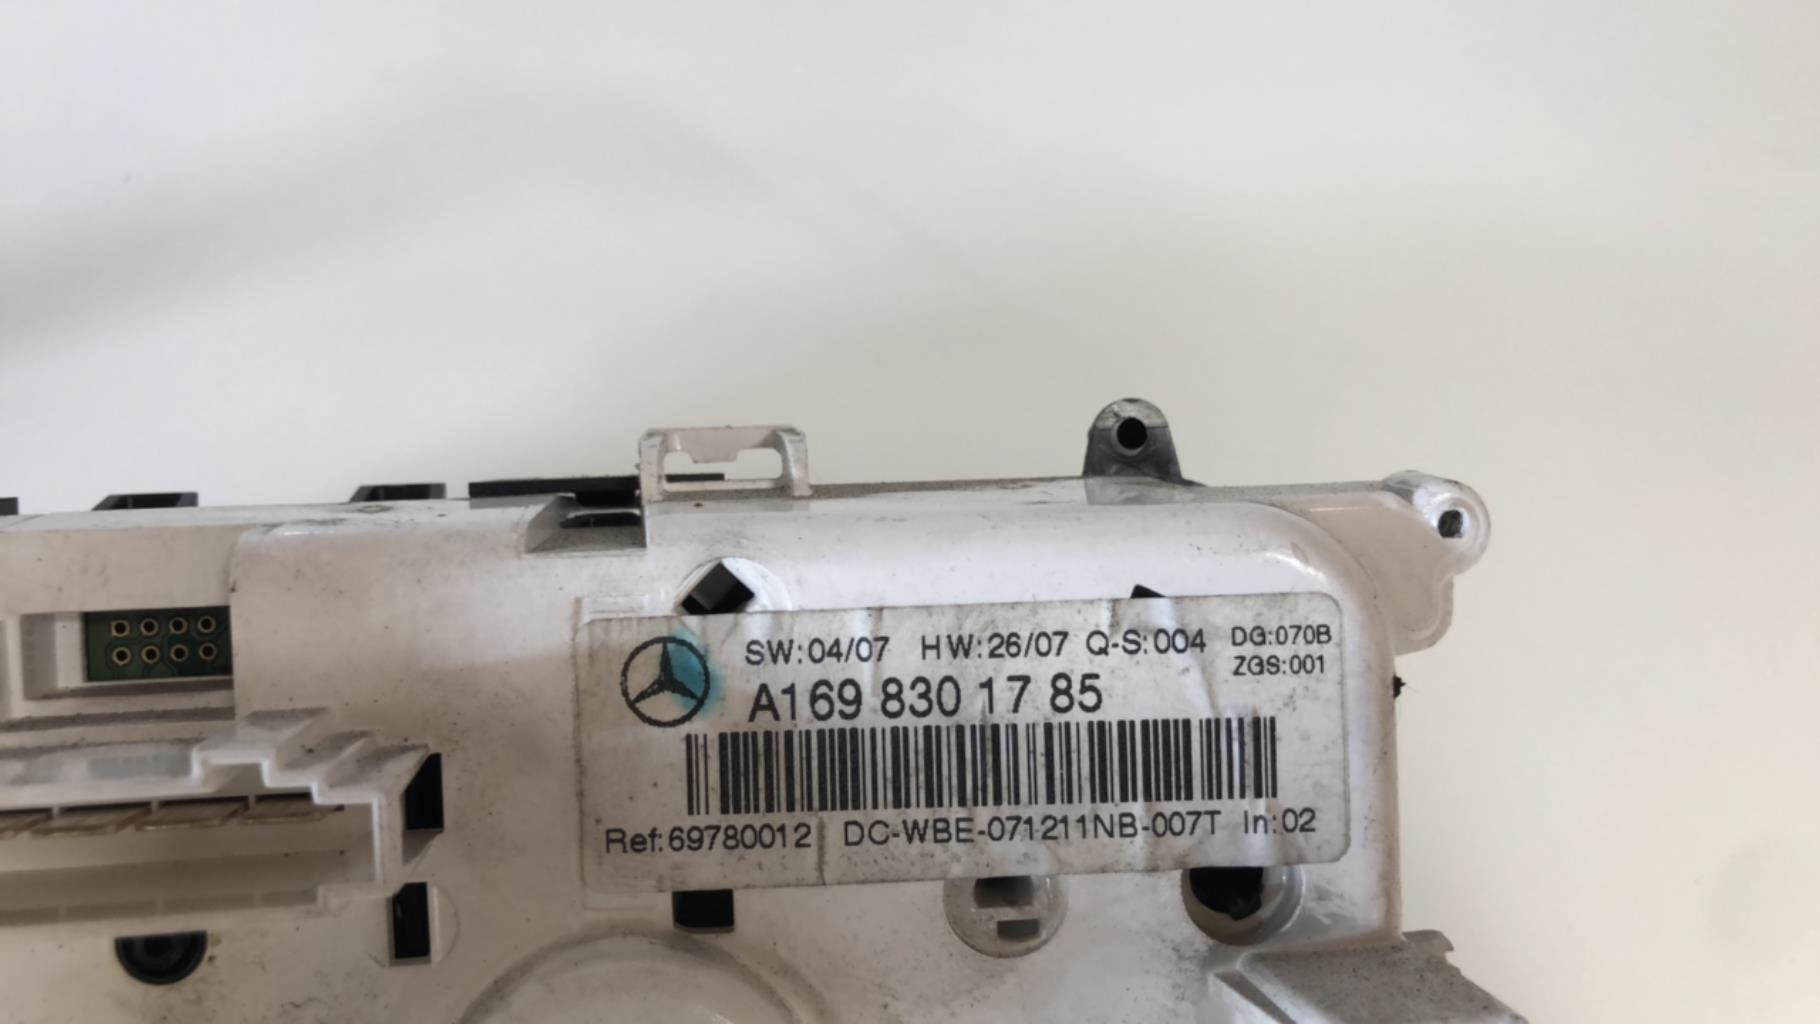 SW:04/07 HW:26/07 Q-S:004 DG:070B
ZGS:001
A169 830 17 85
Ref:69780012 DC-WBE-071211NB-007T In:02